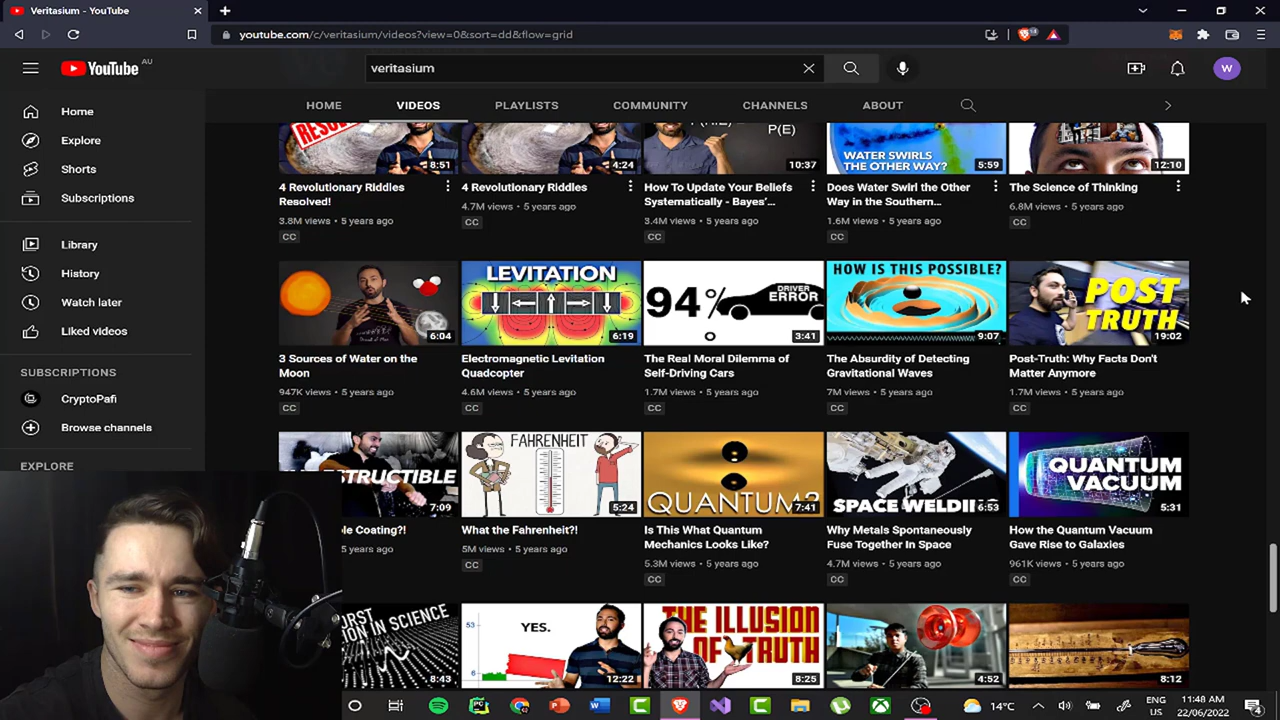 Veritasium - YouTube
youtube.com/c/veritasium/videos?view=0&sort=dd&flow=grid
YouTube AU
veritasium
W
Home
Explore
Shorts
Subscriptions
Library
History
Watch later
Liked videos
SUBSCRIPTIONS
CryptoPafi
Browse channels
EXPLORE
HOME VIDEOS PLAYLISTS COMMUNITY CHANNELS ABOUT
8:51
4 Revolutionary Riddles
Resolved!
3.8M views • 5 years ago
CC
4:24
4 Revolutionary Riddles
4.7M views • 5 years ago
CC
P(E)
10:37
How To Update Your Beliefs
Systematically - Bayes'...
3.4M views • 5 years ago
CC
WATER SWIRLS
THE OTHER WAY?
5:59
Does Water Swirl the Other
Way in the Southern...
1.6M views • 5 years ago
CC
12:10
The Science of Thinking
6.8M views • 5 years ago
CC
6:04
3 Sources of Water on the
Moon
947K views • 5 years ago
CC
LEVITATION
6:19
Electromagnetic Levitation
Quadcopter
4.6M views • 5 years ago
CC
94%
DRIVER
ERROR
3:41
The Real Moral Dilemma of
Self-Driving Cars
1.7M views • 5 years ago
CC
HOW IS THIS POSSIBLE?
9:07
The Absurdity of Detecting
Gravitational Waves
7M views • 5 years ago
CC
POST
TRUTH
19:02
Post-Truth: Why Facts Don't
Matter Anymore
1.7M views • 5 years ago
CC
STRUCTIBLE
7:09
le Coating?!
5 years ago
FAHRENHEIT
5:24
What the Fahrenheit?!
5M views • 5 years ago
CC
QUANTUM?
7:41
Is This What Quantum
Mechanics Looks Like?
5.3M views • 5 years ago
CC
SPACE WELDING
6:53
Why Metals Spontaneously
Fuse Together In Space
4.7M views • 5 years ago
CC
QUANTUM
VACUUM
5:31
How the Quantum Vacuum
Gave Rise to Galaxies
961K views • 5 years ago
CC
ORST
ION IN SCIENCE
8:43
53
YES.
6
12:22
THE ILLUSION
OF TRUTH
8:25
4:52
8:12
14°C
ENG
US
11:48 AM
22/06/2022
4